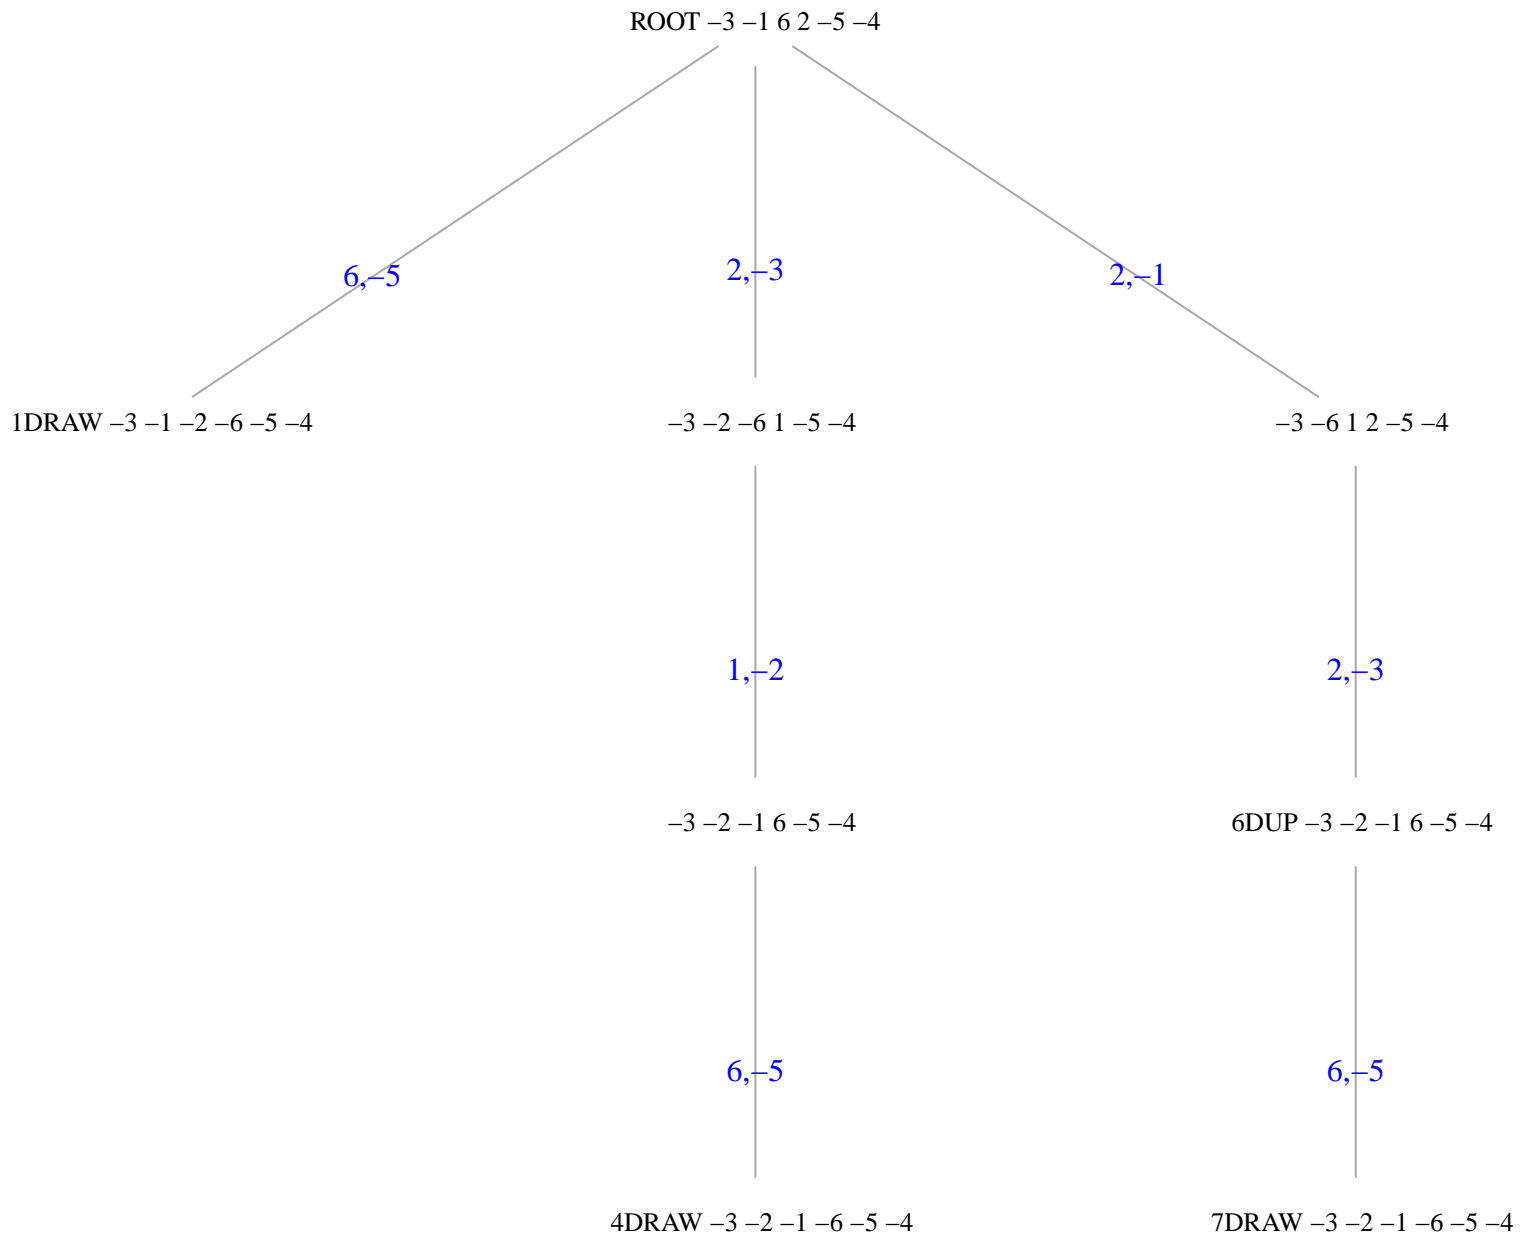 ROOT –3 –1 6 2 –5 –4
6,–5
2,–3
2,–1
1DRAW –3 –1 –2 –6 –5 –4
–3 –2 –6 1 –5 –4
–3 –6 1 2 –5 –4
1,–2
2,–3
–3 –2 –1 6 –5 –4
6DUP –3 –2 –1 6 –5 –4
6,–5
6,–5
4DRAW –3 –2 –1 –6 –5 –4
7DRAW –3 –2 –1 –6 –5 –4